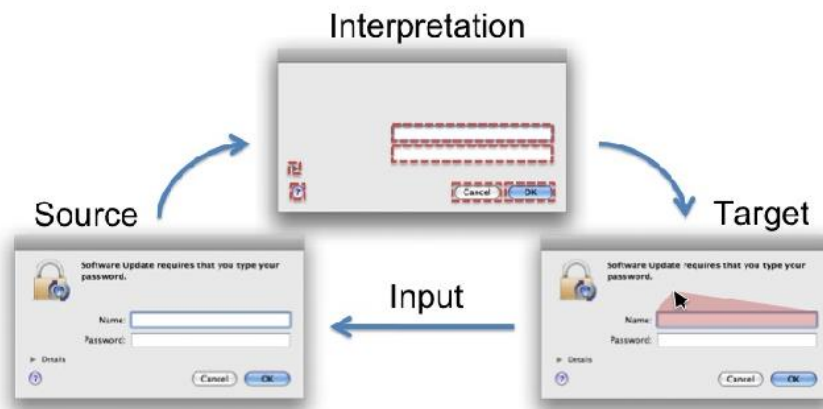 Interpretation
?
Cancel OK
Source
Software Update requires that you type your
password.
Name:
Password:
Details
?
Cancel OK
Input
Target
Software Update requires that you type your
password.
Name:
Password:
Details
?
Cancel OK